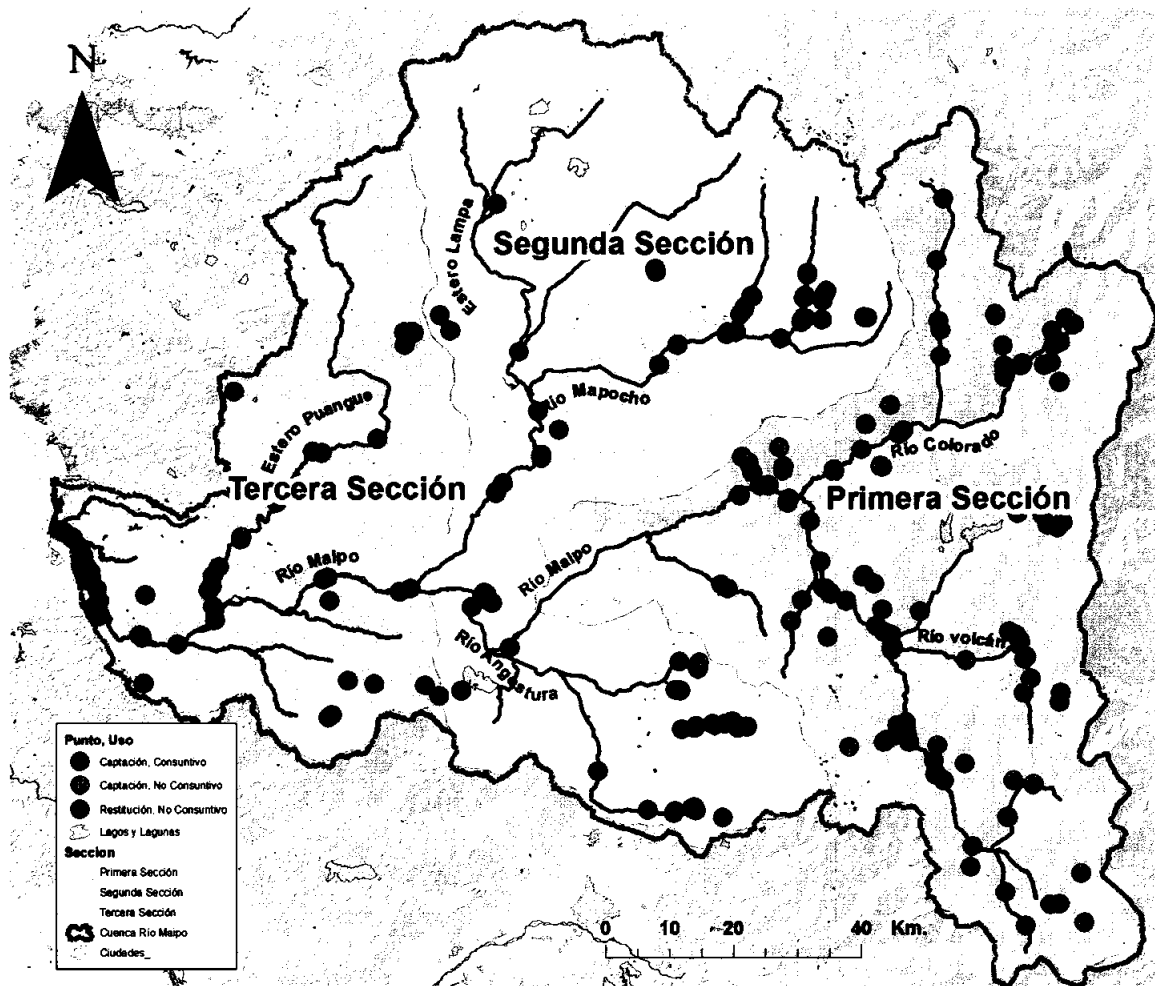 N
Segunda Sección
Estero Lampa
Río Mapocho
Estero Puangue
Río Colorado
Tercera Sección
Primera Sección
Río Maipo
Río Maipo
Río volcán
Río Angostura
Punto, Uso
Captación, Consuntivo
Captación, No Consuntivo
Restitución, No Consuntivo
Lagos y Lagunas
Seccion
Primera Sección
Segunda Sección
Tercera Sección
Cuenca Río Maipo
Ciudades_
0 10 20 40 Km.